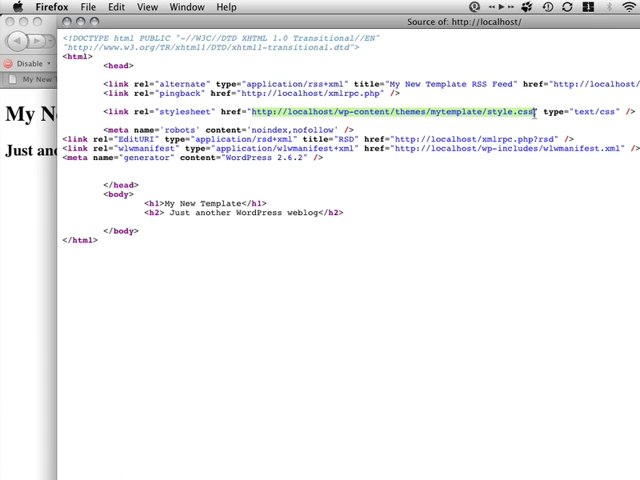 Firefox File Edit View Window Help
Source of: http://localhost/
Disable
My New T
My N
Just ano
<!DOCTYPE html PUBLIC "-//W3C//DTD XHTML 1.0 Transitional//EN"
"http://www.w3.org/TR/xhtml1/DTD/xhtml1-transitional.dtd">
<html>
<head>
<link rel="alternate" type="application/rss+xml" title="My New Template RSS Feed" href="http://localhost/
<link rel="pingback" href="http://localhost/xmlrpc.php" />
<link rel="stylesheet" href="http://localhost/wp-content/themes/mytemplate/style.css" type="text/css" />
<meta name='robots' content='noindex,nofollow' />
<link rel="EditURI" type="application/rsd+xml" title="RSD" href="http://localhost/xmlrpc.php?rsd" />
<link rel="wlwmanifest" type="application/wlwmanifest+xml" href="http://localhost/wp-includes/wlwmanifest.xml" />
<meta name="generator" content="WordPress 2.6.2" />
</head>
<body>
<h1>My New Template</h1>
<h2> Just another WordPress weblog</h2>
</body>
</html>